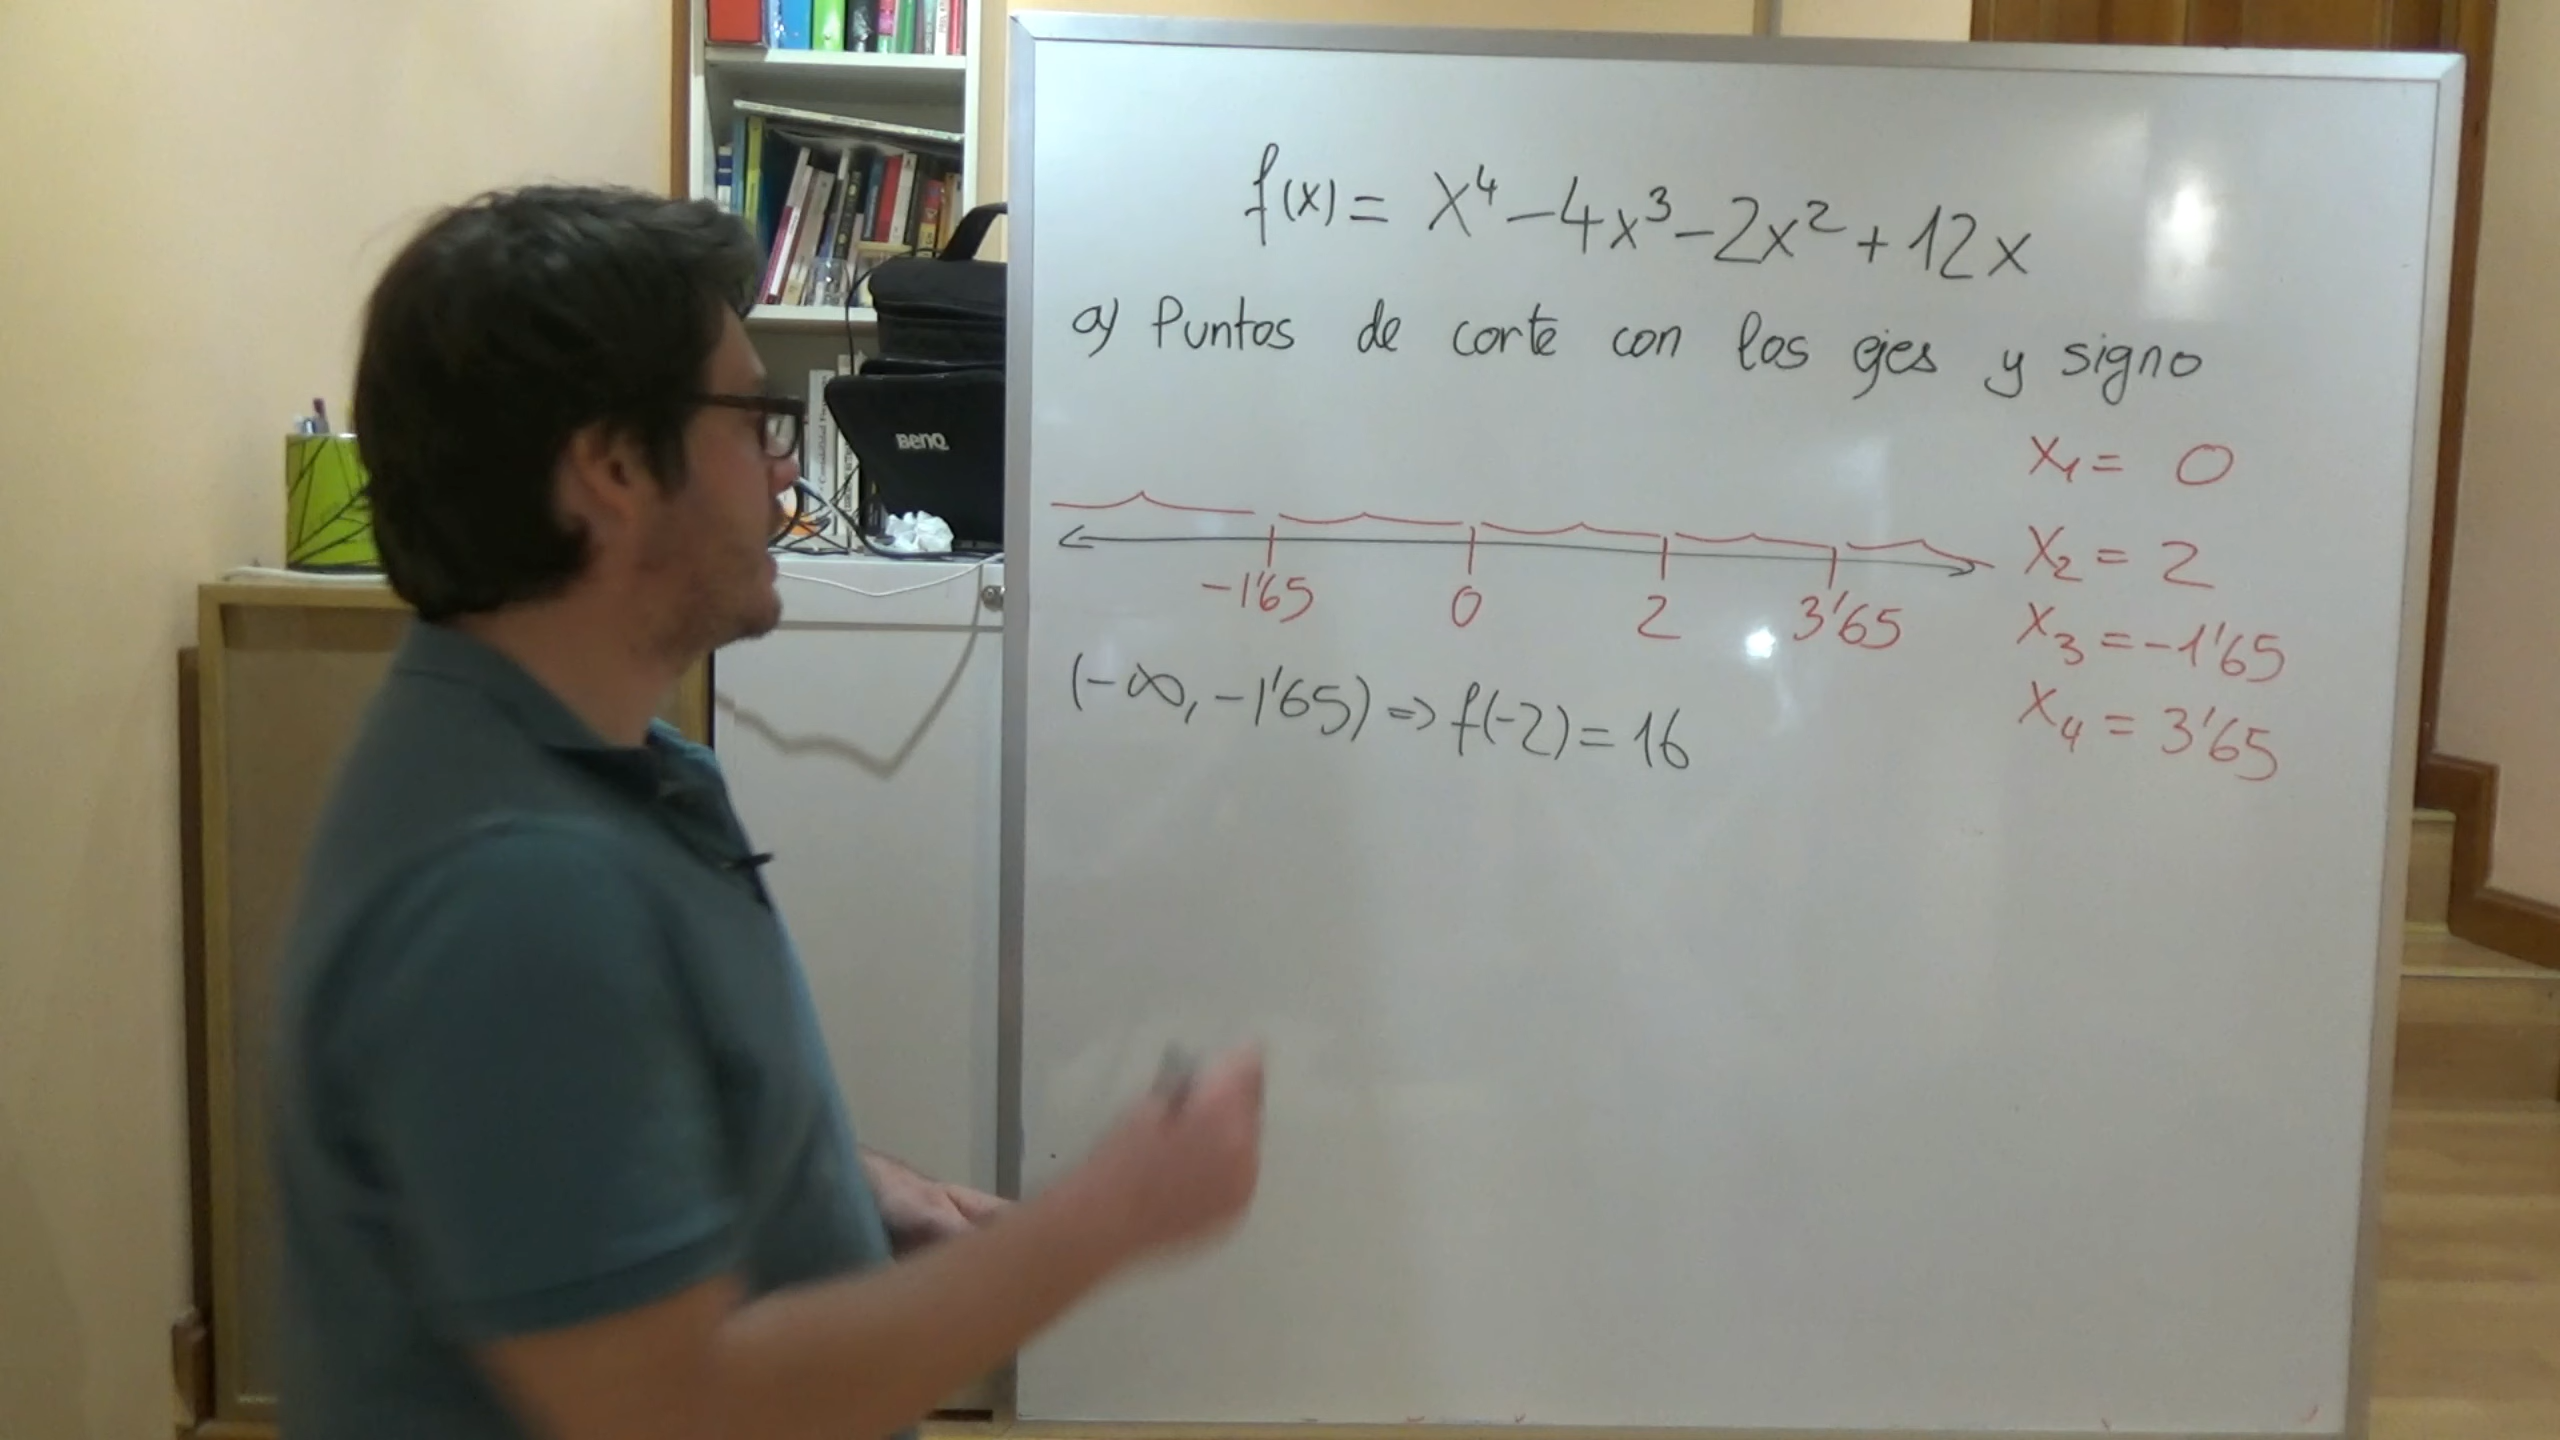 f(x) = x⁴ - 4x³ - 2x² + 12x
a) Puntos de corte con los ejes y signo
x₁ = 0
x₂ = 2
x₃ = -1'65
x₄ = 3'65
-1'65 0 2 3'65
(-∞, -1'65) => f(-2) = 16
BenQ